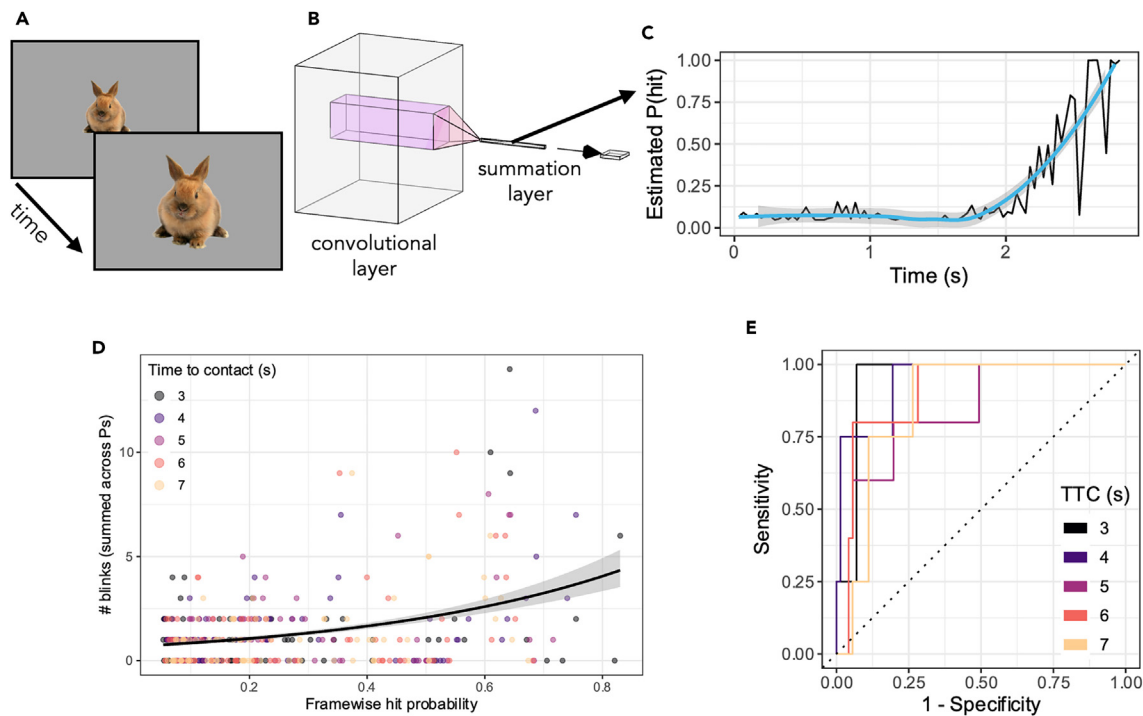 A
time
B
convolutional
layer
summation
layer
C
Estimated P(hit)
1.00
0.75
0.50
0.25
0.00
0
1
2
Time (s)
D
# blinks (summed across Ps)
Time to contact (s)
3
4
5
6
7
10
5
0
0.2
0.4
0.6
0.8
Framewise hit probability
E
Sensitivity
1.00
0.75
0.50
0.25
0.00
TTC (s)
3
4
5
6
7
0.00
0.25
0.50
0.75
1.00
1 - Specificity